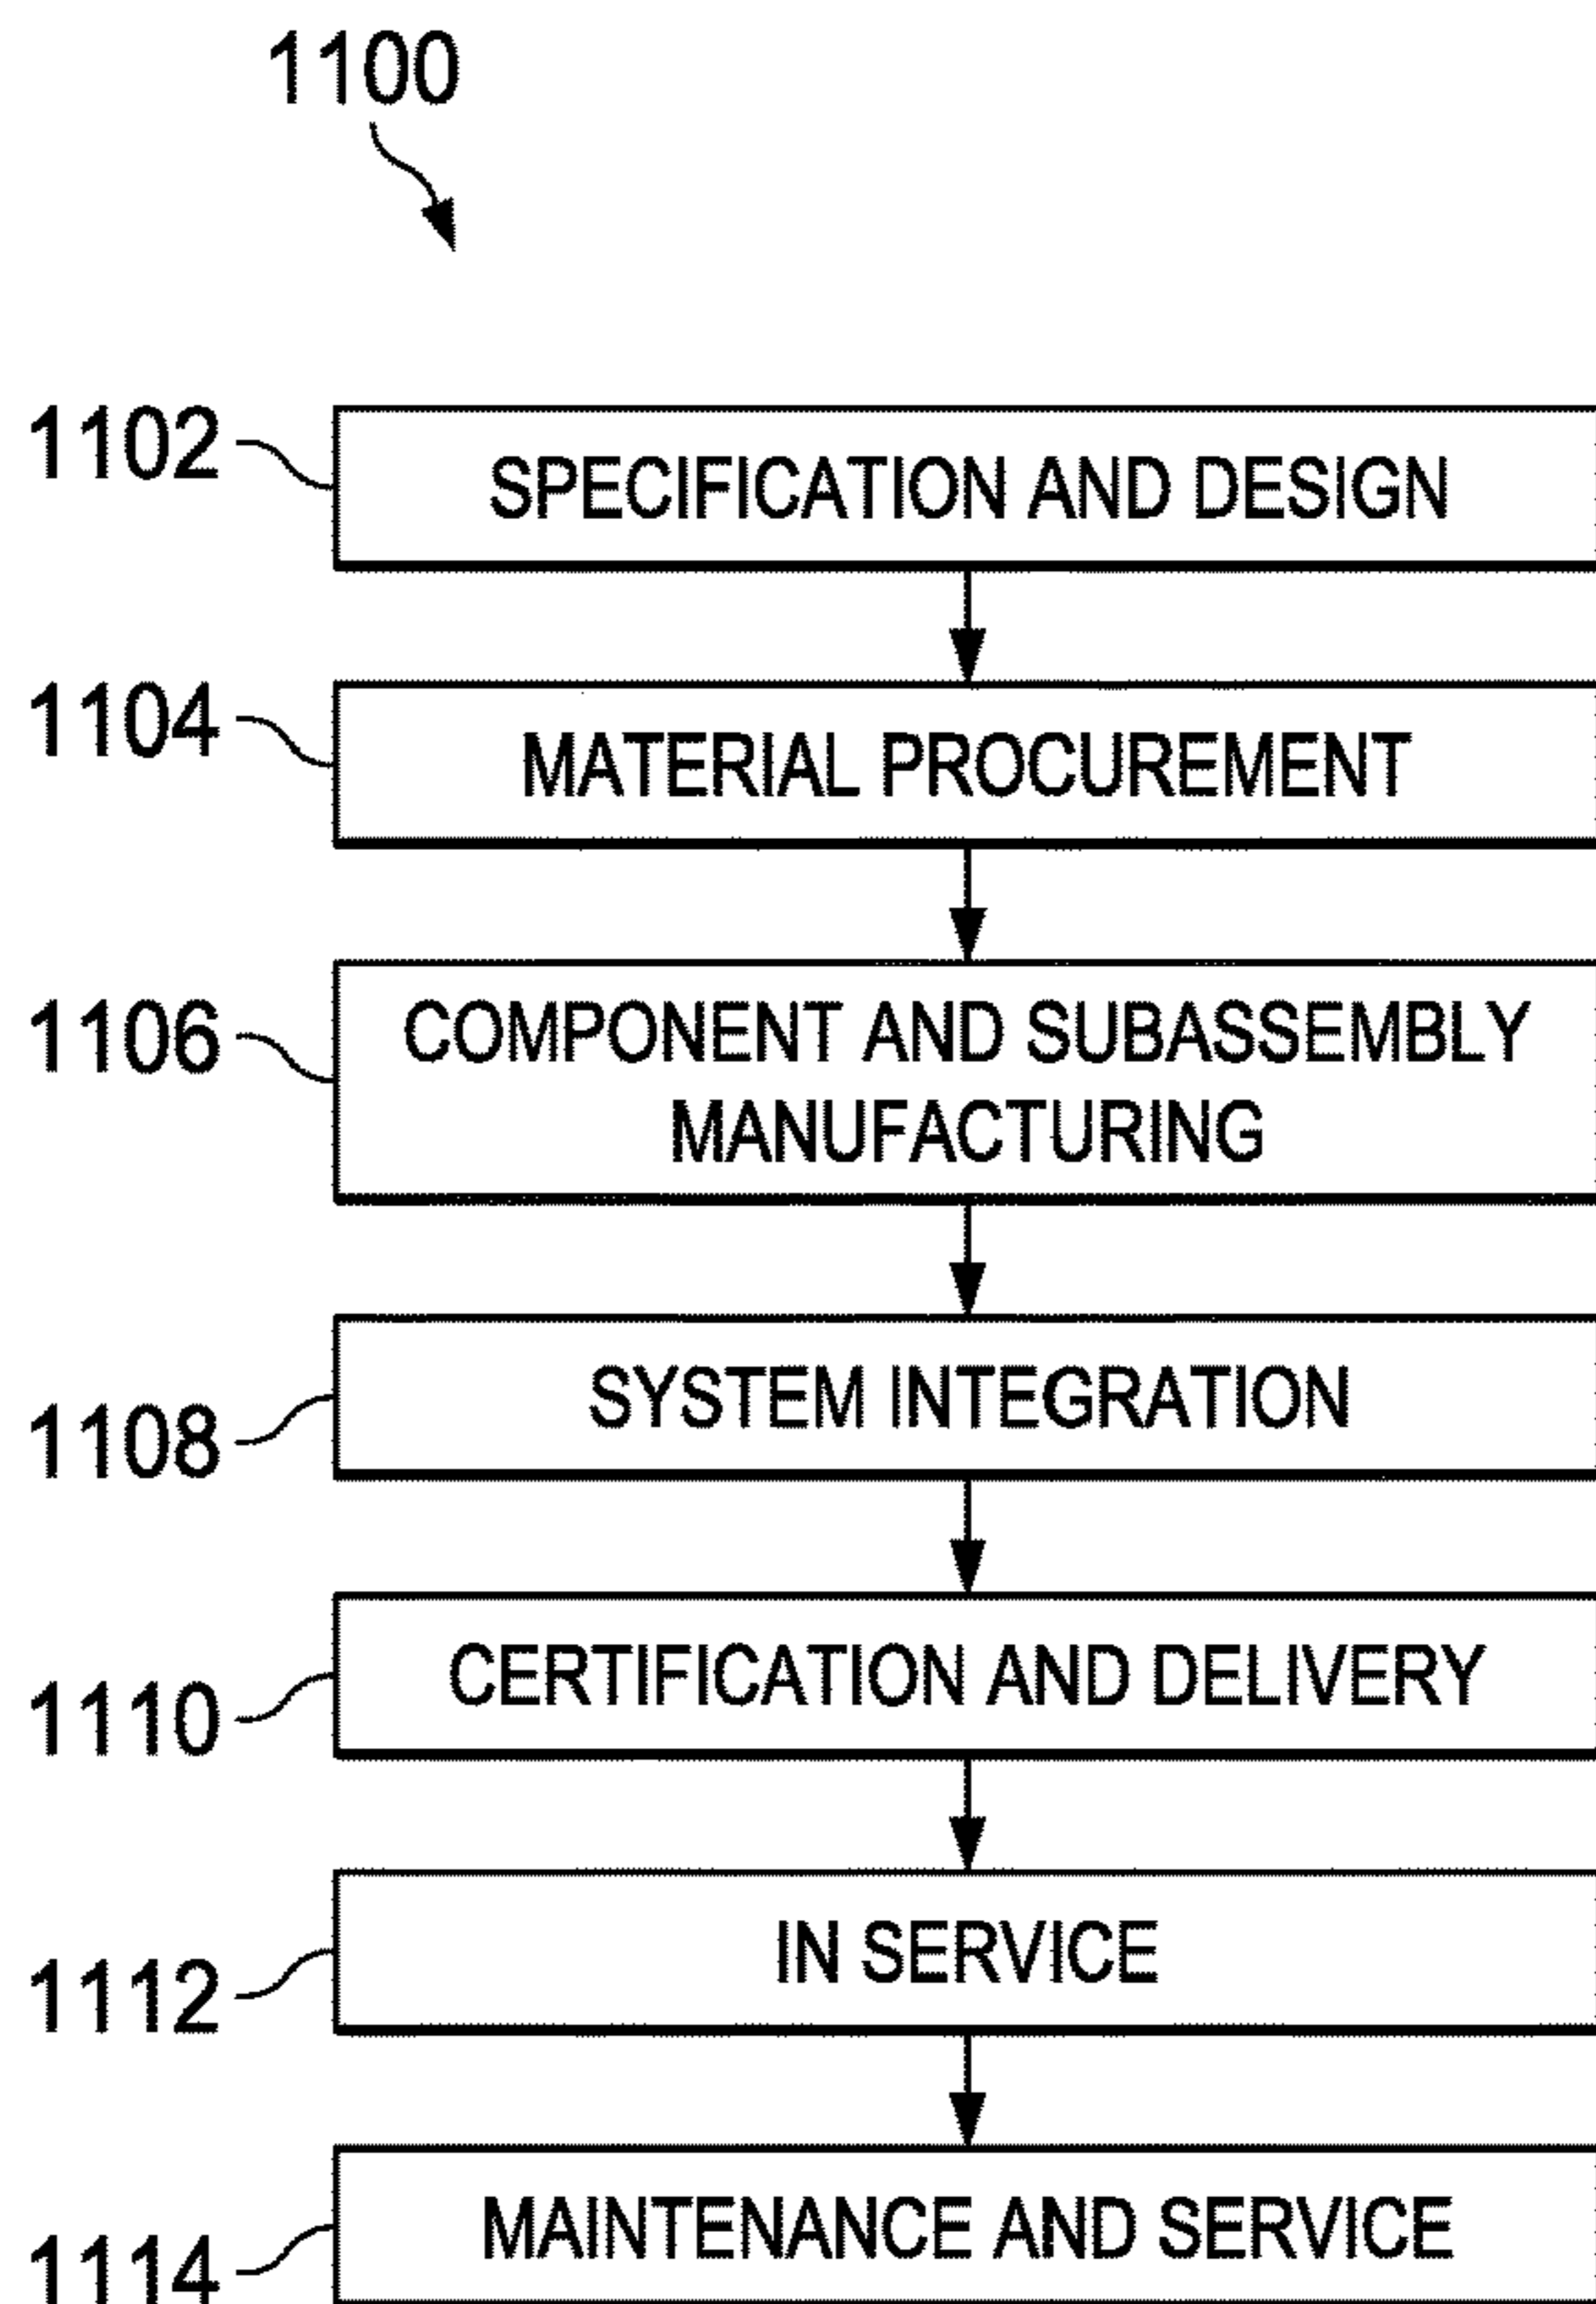 1100
1102
SPECIFICATION AND DESIGN
1104
MATERIAL PROCUREMENT
1106
COMPONENT AND SUBASSEMBLY
MANUFACTURING
SYSTEM INTEGRATION
1108
CERTIFICATION AND DELIVERY
1110
IN SERVICE
1112
MAINTENANCE AND SERVICE
1114